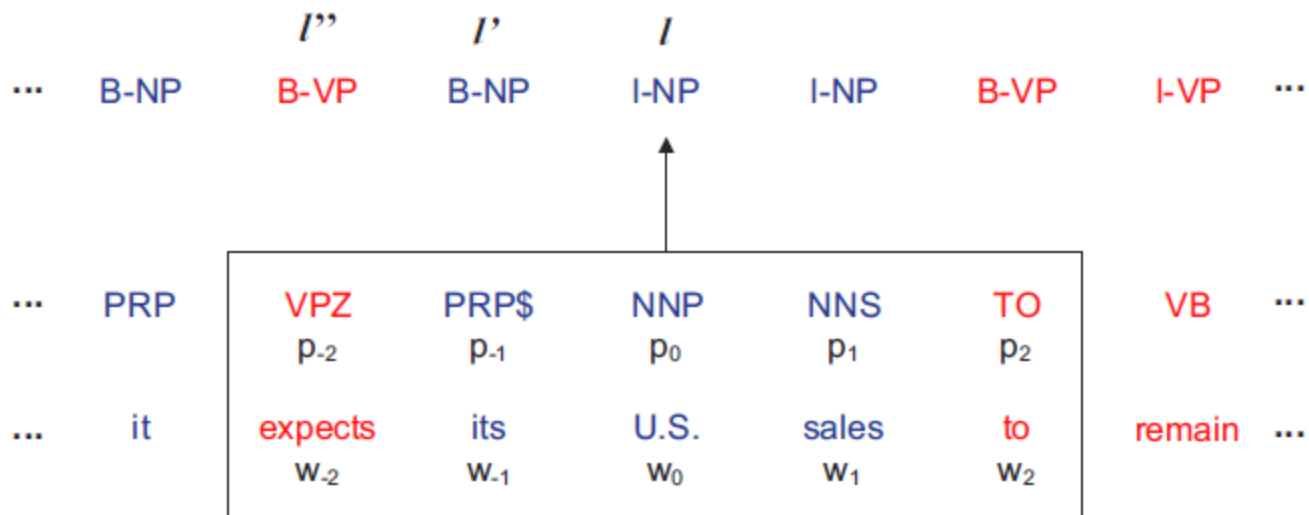 l’’ l’ l
... B-NP B-VP B-NP I-NP I-NP B-VP I-VP ...
... PRP VPZ PRP$ NNP NNS TO VB ...
p-2 p-1 p0 p1 p2
... it expects its U.S. sales to remain ...
w-2 w-1 w0 w1 w2